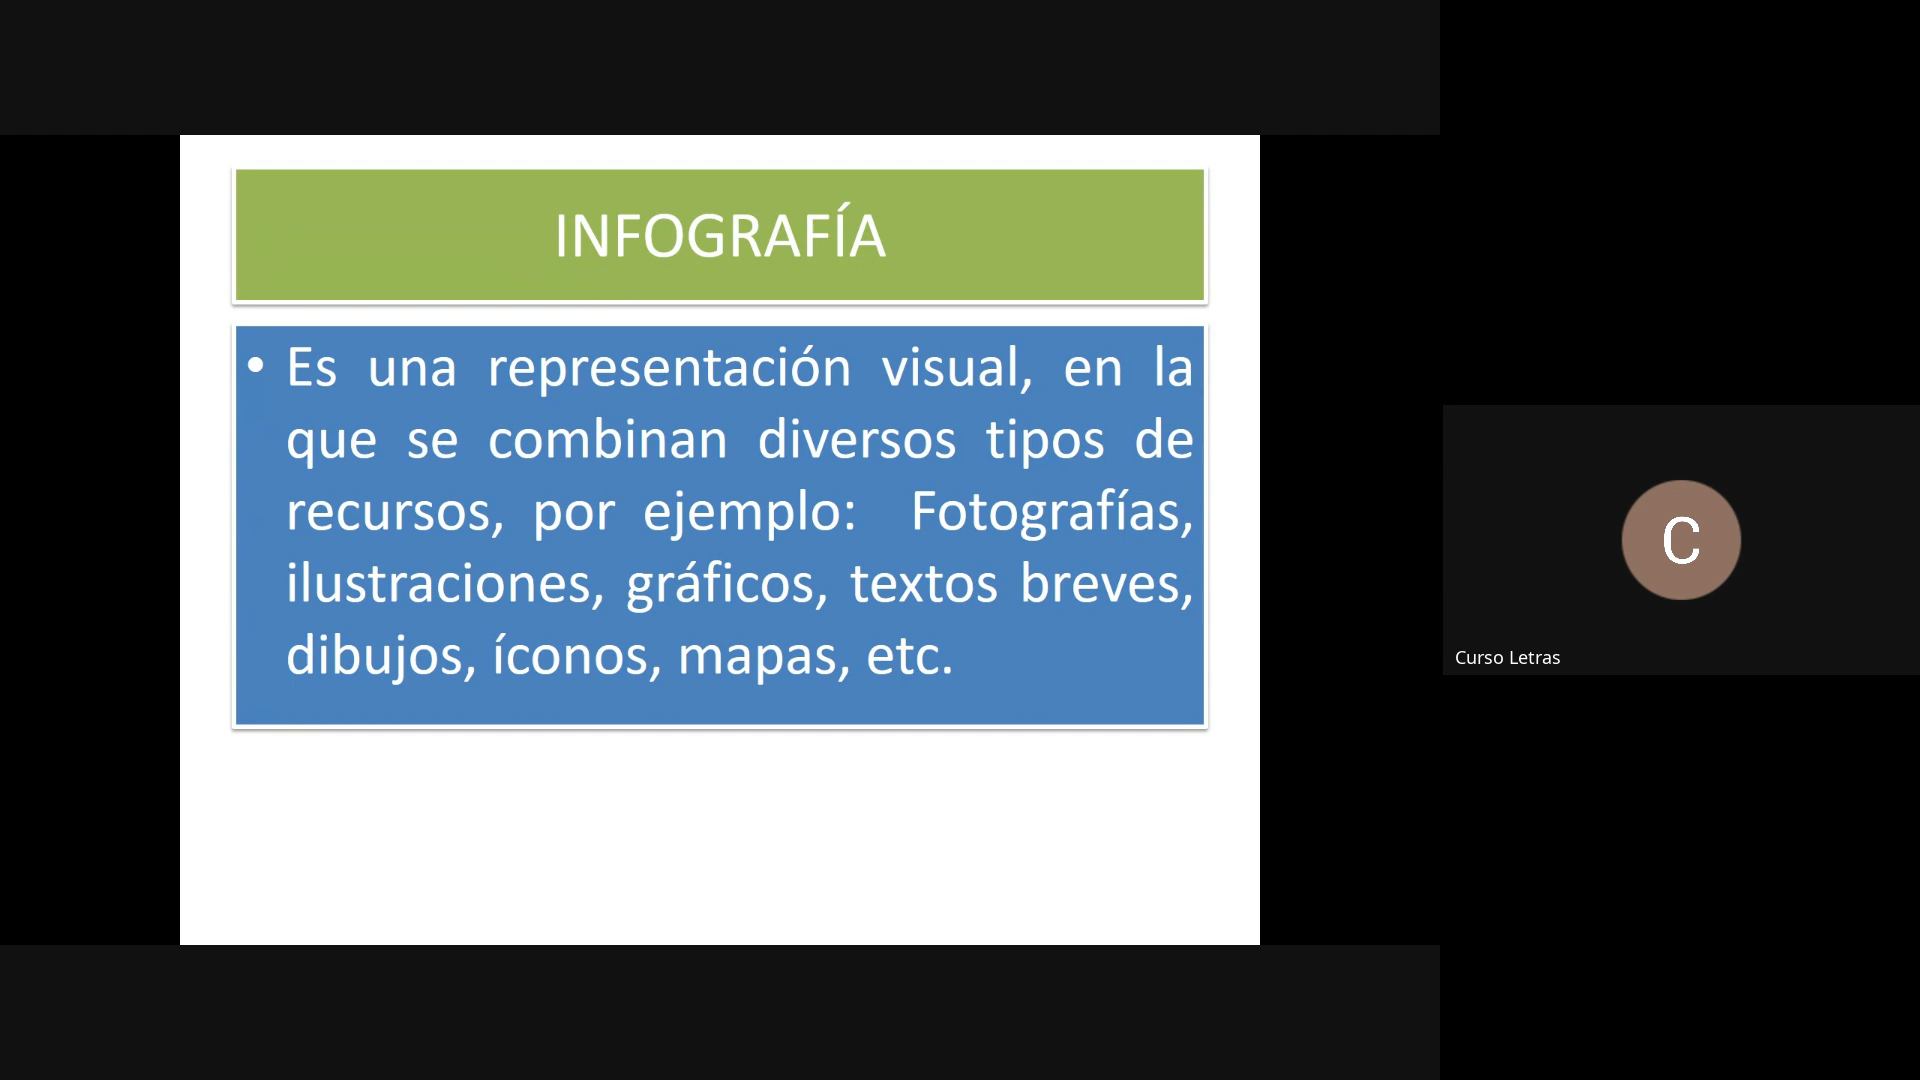 INFOGRAFÍA
• Es una representación visual, en la
que se combinan diversos tipos de
recursos, por ejemplo: Fotografías,
ilustraciones, gráficos, textos breves,
dibujos, íconos, mapas, etc.
C
Curso Letras